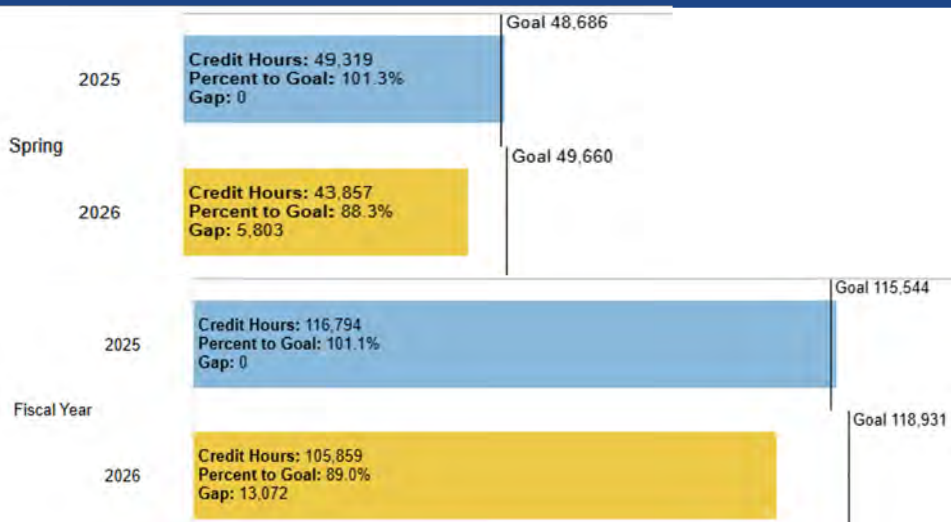 Goal 48,686
2025
Credit Hours: 49,319
Percent to Goal: 101.3%
Gap: 0
Spring
Goal 49,660
2026
Credit Hours: 43,857
Percent to Goal: 88.3%
Gap: 5,803
Goal 115,544
2025
Credit Hours: 116,794
Percent to Goal: 101.1%
Gap: 0
Fiscal Year
Goal 118,931
2026
Credit Hours: 105,859
Percent to Goal: 89.0%
Gap: 13,072